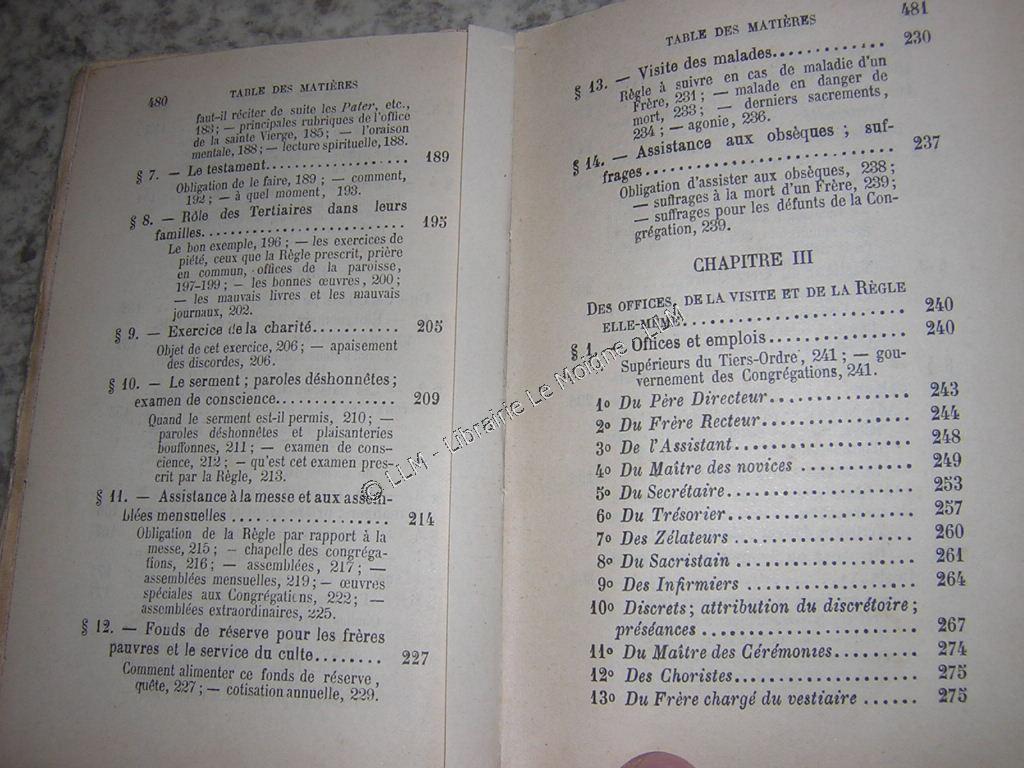 480 TABLE DES MATIÈRES
faut-il réciter de suite les Pater, etc.,
183; — principales rubriques de l'office
de la sainte Vierge, 185; — l'oraison
mentale, 188; — lecture spirituelle, 188.
§ 7. — Le testament.................... 189
Obligation de le faire, 189; — comment,
192; — à quel moment, 193.
§ 8. — Rôle des Tertiaires dans leurs
familles............................. 195
Le bon exemple, 196; — les exercices de
piété, ceux que la Règle prescrit, prière
en commun, offices de la paroisse,
197-199; — les bonnes œuvres, 200;
— les mauvais livres et les mauvais
journaux, 202.
§ 9. — Exercice de la charité........... 205
Objet de cet exercice, 206; — apaisement
des discordes, 206.
§ 10. — Le serment; paroles déshonnêtes;
examen de conscience............... 209
Quand le serment est-il permis, 210; —
paroles déshonnêtes et plaisanteries
bouffonnes, 211; — examen de cons-
cience, 212; — qu'est cet examen pres-
crit par la Règle, 213.
§ 11. — Assistance à la messe et aux assem-
blées mensuelles .................... 214
Obligation de la Règle par rapport à la
messe, 215; — chapelle des congréga-
tions, 216; — assemblées, 217; —
assemblées mensuelles, 219; — œuvres
spéciales aux Congrégations, 222; —
assemblées extraordinaires, 225.
§ 12. — Fonds de réserve pour les frères
pauvres et le service du culte........ 227
Comment alimenter ce fonds de réserve,
quête, 227; — cotisation annuelle, 229.
TABLE DES MATIÈRES 481
§ 13. — Visite des malades............ 230
Règle à suivre en cas de maladie d'un
Frère, 231; — malade en danger de
mort, 233; — derniers sacrements,
234; — agonie, 236.
§ 14. — Assistance aux obsèques; suf-
frages............................. 237
Obligation d'assister aux obsèques, 238;
— suffrages à la mort d'un Frère, 239;
— suffrages pour les défunts de la Con-
grégation, 239.
CHAPITRE III
DES OFFICES, DE LA VISITE ET DE LA RÈGLE
ELLE-MÊME......................... 240
§ 1. — Offices et emplois............ 240
Supérieurs du Tiers-Ordre, 241; — gou-
vernement des Congrégations, 241.
1o Du Père Directeur.............. 243
2o Du Frère Recteur............... 244
3o De l'Assistant................. 248
4o Du Maître des novices ............ 249
5o Du Secrétaire.................. 253
6o Du Trésorier................... 257
7o Des Zélateurs .................. 260
8o Du Sacristain .................. 261
9o Des Infirmiers ................. 264
10o Discrets; attribution du discrétoire;
préséances ...................... 267
11o Du Maître des Cérémonies......... 274
12o Des Choristes.................. 275
13o Du Frère chargé du vestiaire ...... 275
© LLM - Librairie Le Moigne LLM